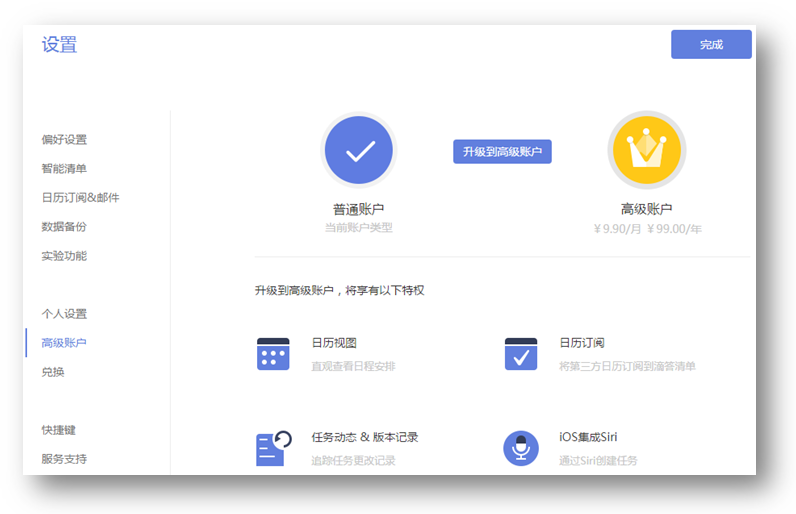 设置
完成
偏好设置
智能清单
日历订阅&邮件
数据备份
实验功能
个人设置
高级账户
兑换
快捷键
服务支持
普通账户
当前账户类型
升级到高级账户
高级账户
￥9.90/月 ￥99.00/年
升级到高级账户，将享有以下特权
日历视图
直观查看日程安排
日历订阅
将第三方日历订阅到滴答清单
任务动态 & 版本记录
追踪任务更改记录
iOS集成Siri
通过Siri创建任务